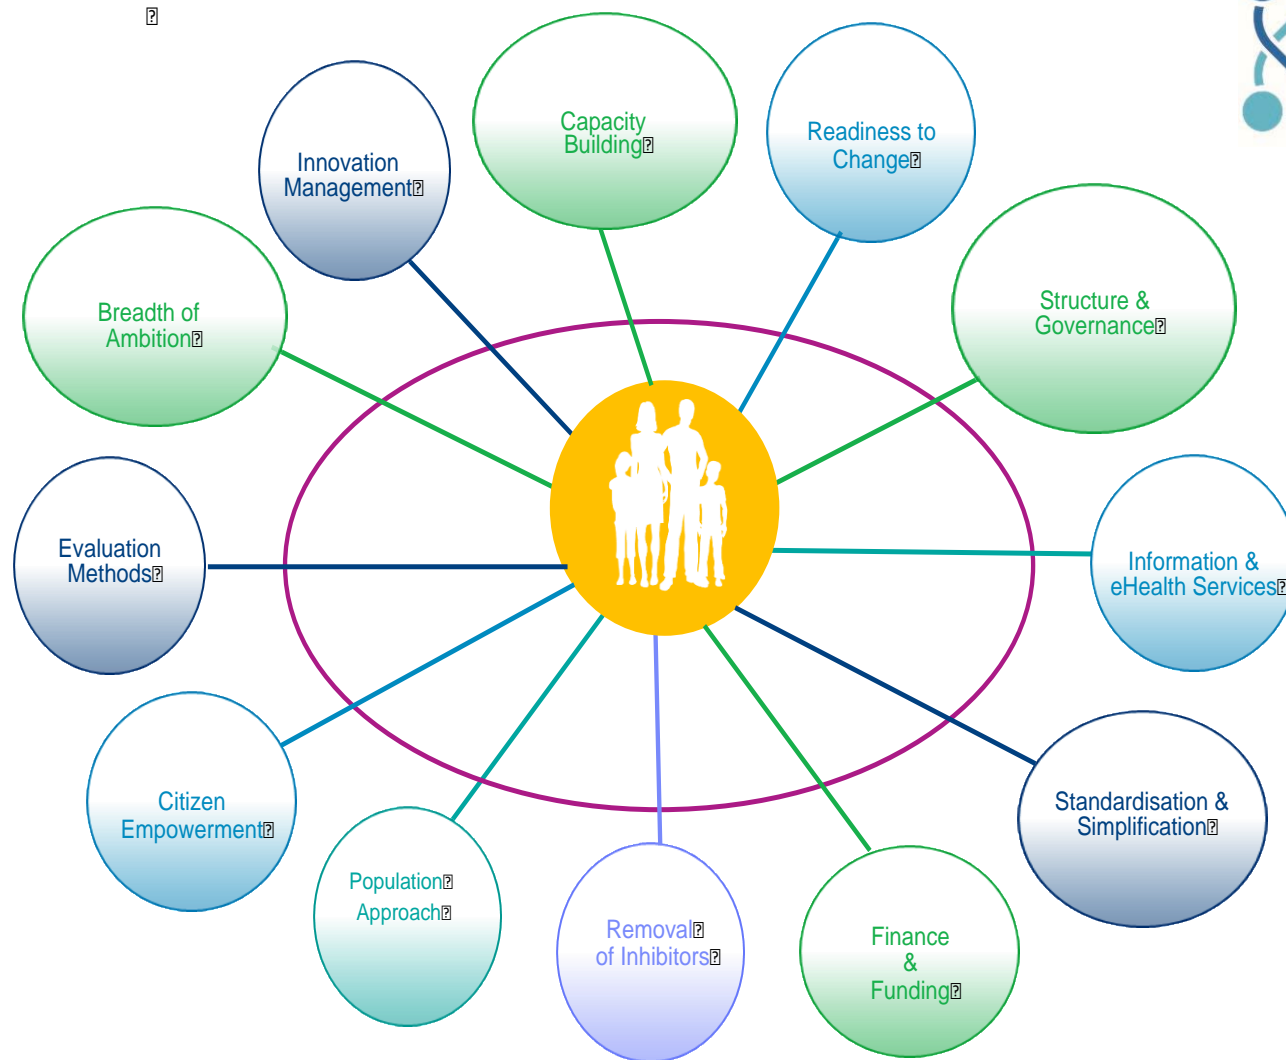 Capacity
Building
Readiness to
Change
Innovation
Management
Structure &
Governance
Breadth of
Ambition
Evaluation
Methods
Information &
eHealth Services
Citizen
Empowerment
Standardisation &
Simplification
Population
Approach
Removal
of Inhibitors
Finance
&
Funding